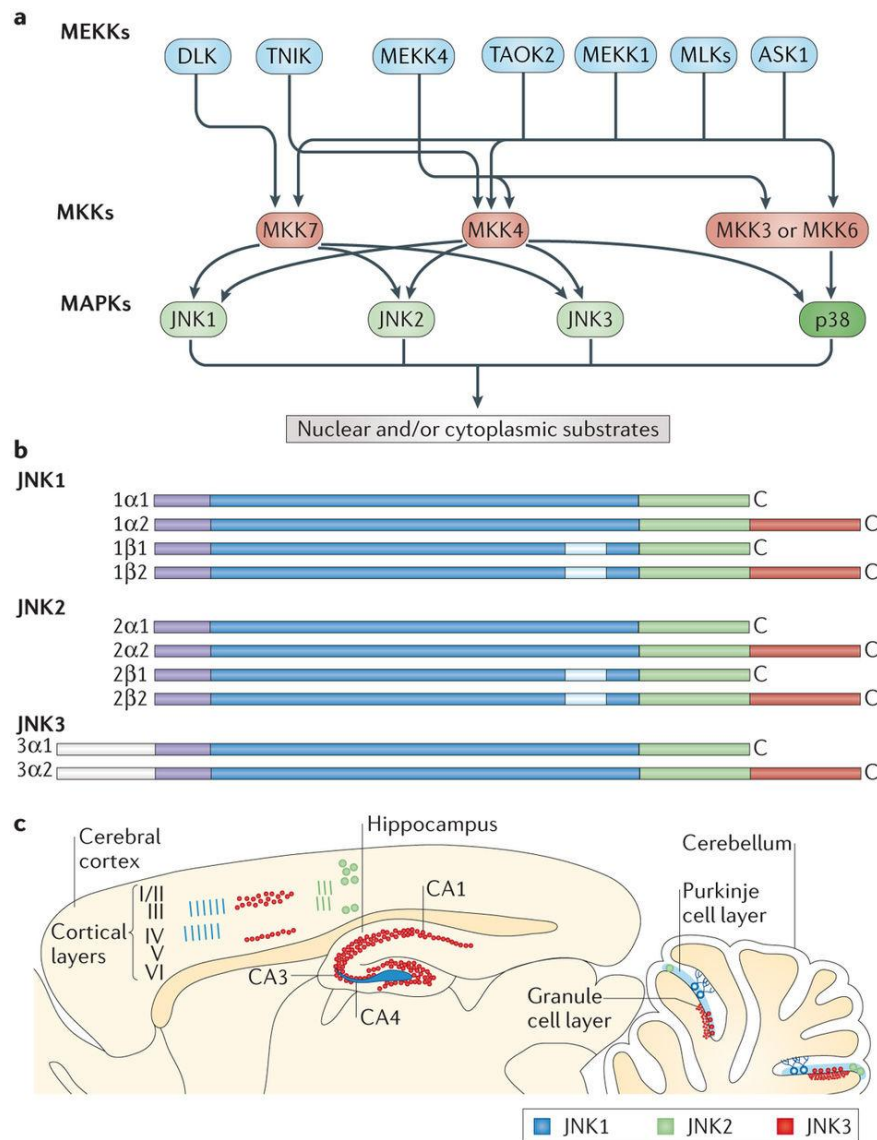 a
MEKKs
DLK TNIK MEKK4 TAOK2 MEKK1 MLKs ASK1
MKKs
MKK7 MKK4 MKK3 or MKK6
MAPKs
JNK1 JNK2 JNK3 p38
Nuclear and/or cytoplasmic substrates
b
JNK1
1α1 C
1α2 C
1β1 C
1β2 C
JNK2
2α1 C
2α2 C
2β1 C
2β2 C
JNK3
3α1 C
3α2 C
c
Cerebral
cortex
Hippocampus
Cerebellum
CA1
Purkinje
cell layer
I/II
III
IV
V
VI
Cortical
layers
CA3
CA4
Granule
cell layer
JNK1 JNK2 JNK3